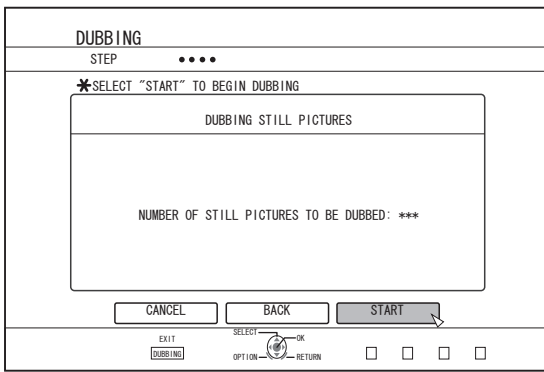 DUBBING
STEP
*SELECT "START" TO BEGIN DUBBING
DUBBING STILL PICTURES
NUMBER OF STILL PICTURES TO BE DUBBED: ***
CANCEL BACK START
EXIT
DUBBING
SELECT OK
OPTION RETURN